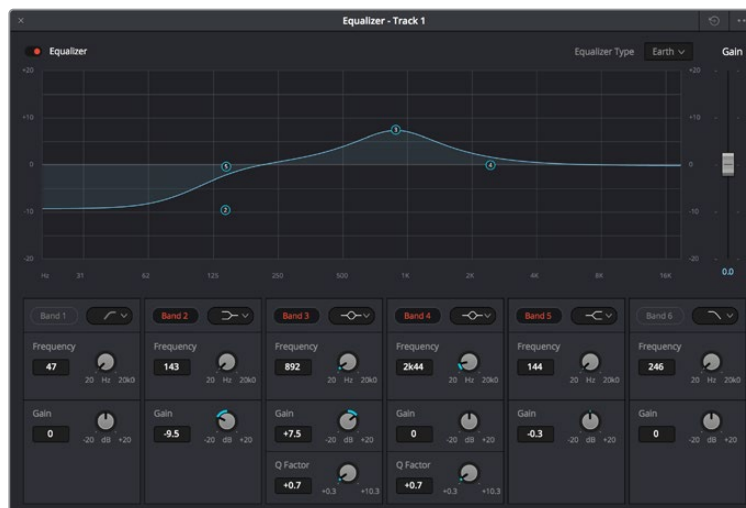 Equalizer - Track 1
Equalizer
Equalizer Type
Earth
Gain
+20 +20
+10 +10
0 0
-10 -10
-20 -20
3
5
4
2
Hz 31 62 125 250 500 1K 2K 4K 8K 16K
0.0
Band 1 Band 2 Band 3 Band 4 Band 5 Band 6
Frequency Frequency Frequency Frequency Frequency Frequency
47 143 892 2k44 144 246
20 Hz 20k0 20 Hz 20k0 20 Hz 20k0 20 Hz 20k0 20 Hz 20k0 20 Hz 20k0
Gain Gain Gain Gain Gain Gain
0 -9.5 +7.5 0 -0.3 0
-20 dB +20 -20 dB +20 -20 dB +20 -20 dB +20 -20 dB +20 -20 dB +20
Q Factor Q Factor
+0.7 +0.7
+0.3 +10.3 +0.3 +10.3